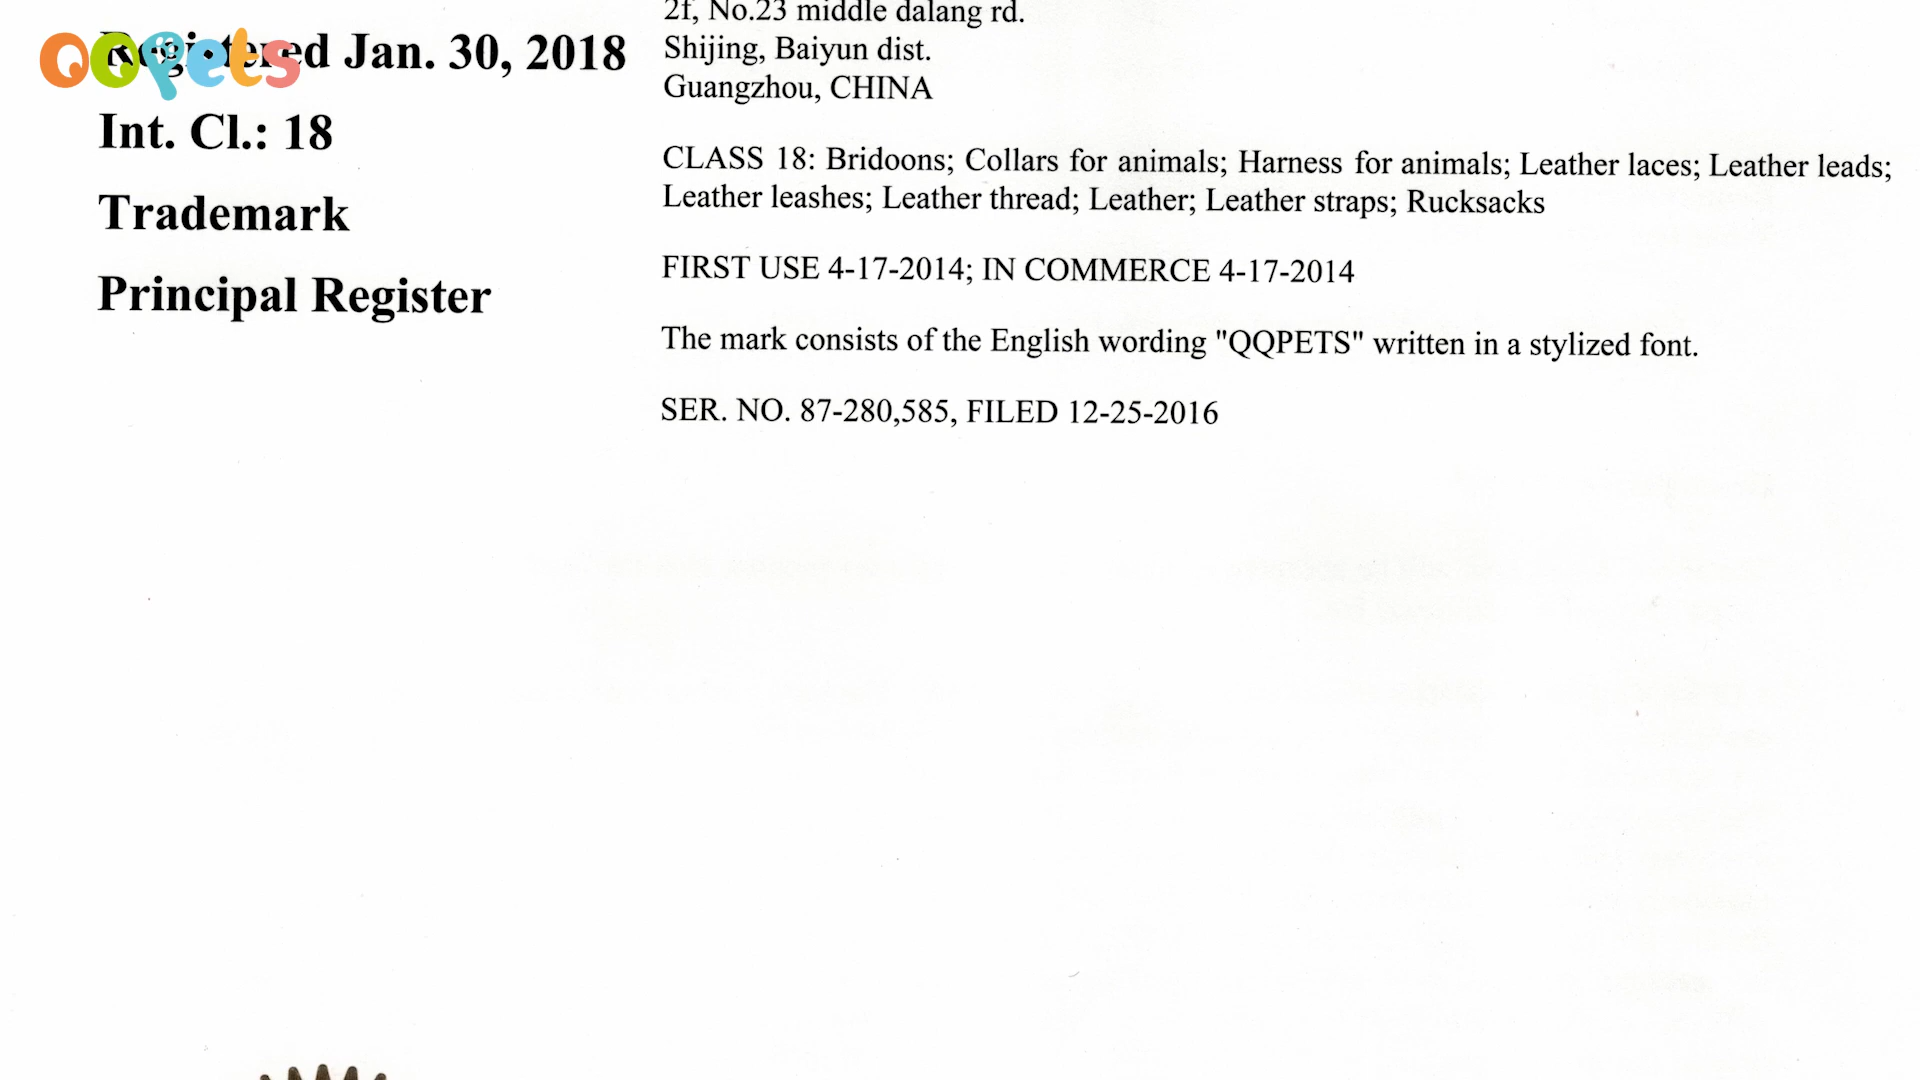 QQpets
Registered Jan. 30, 2018
Int. Cl.: 18
Trademark
Principal Register
2f, No.23 middle dalang rd.
Shijing, Baiyun dist.
Guangzhou, CHINA
CLASS 18: Bridoons; Collars for animals; Harness for animals; Leather laces; Leather leads;
Leather leashes; Leather thread; Leather; Leather straps; Rucksacks
FIRST USE 4-17-2014; IN COMMERCE 4-17-2014
The mark consists of the English wording "QQPETS" written in a stylized font.
SER. NO. 87-280,585, FILED 12-25-2016